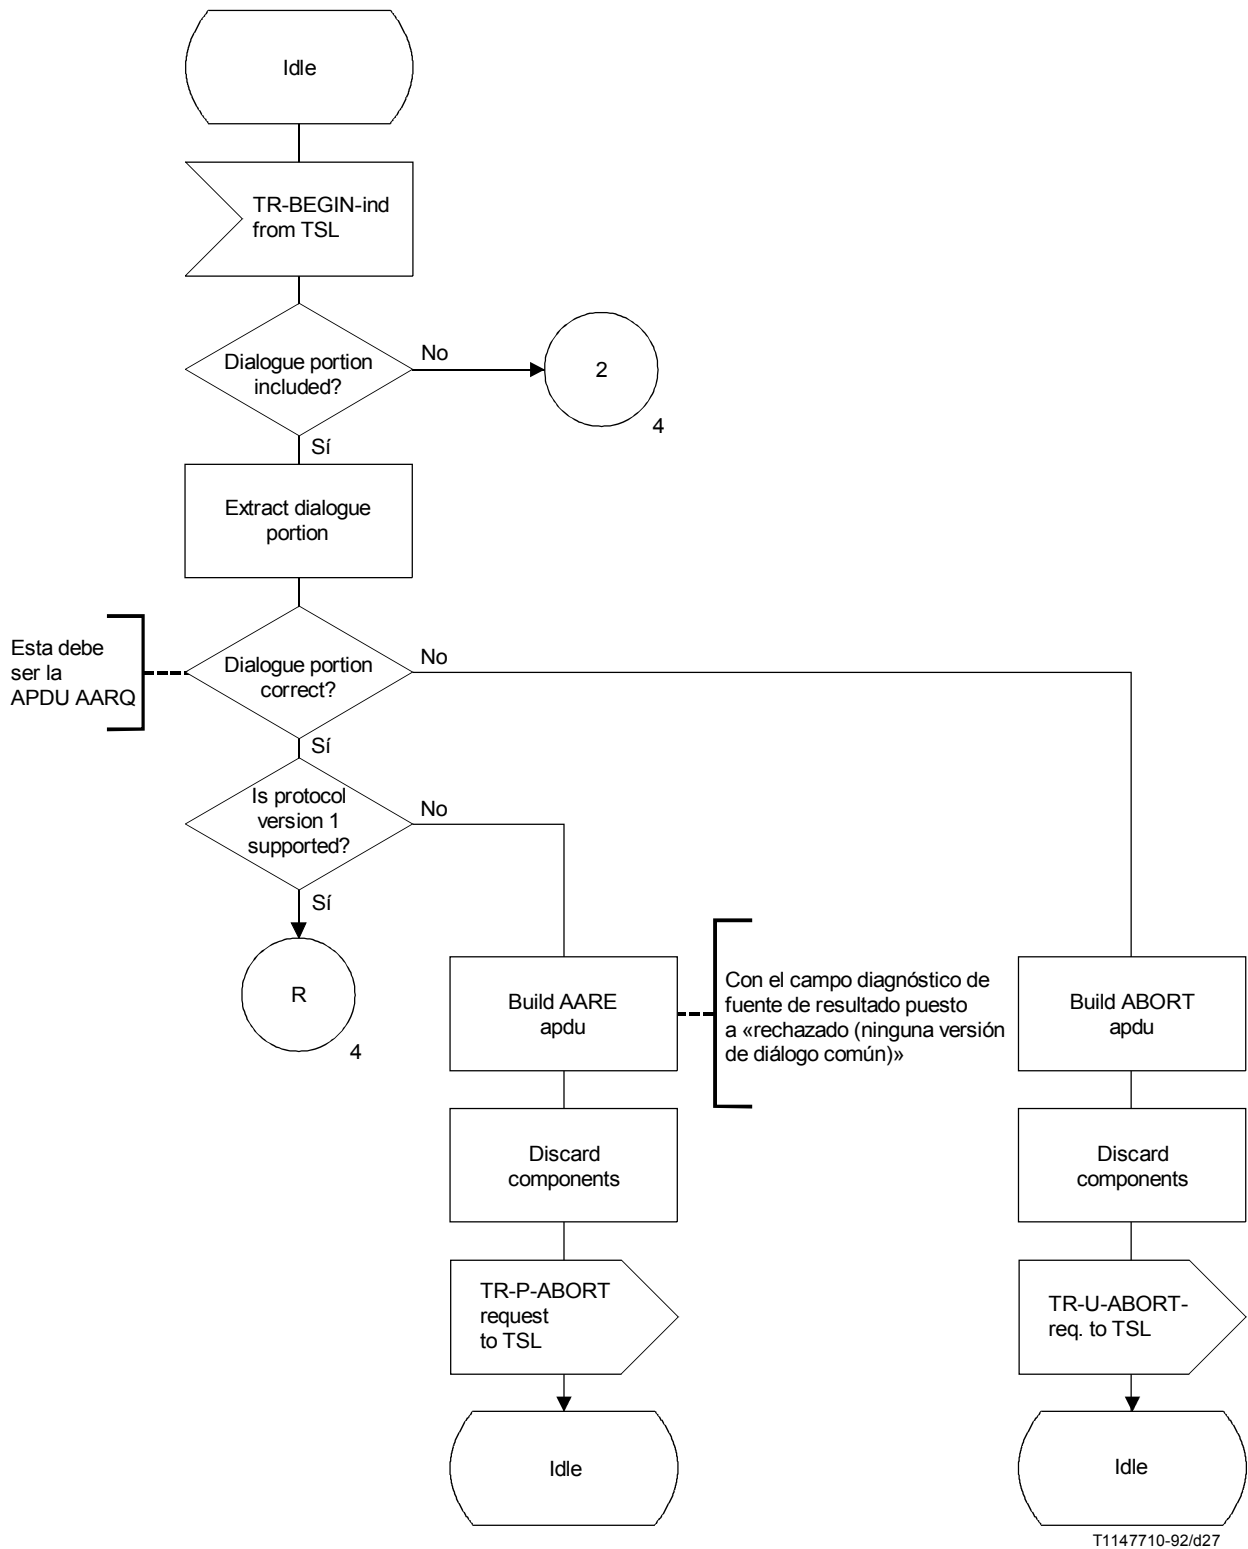 Idle
TR-BEGIN-ind
from TSL
Dialogue portion
included?
No
2
4
Sí
Extract dialogue
portion
Esta debe
ser la
APDU AARQ
Dialogue portion
correct?
No
Sí
Is protocol
version 1
supported?
No
Sí
R
4
Build AARE
apdu
Con el campo diagnóstico de
fuente de resultado puesto
a «rechazado (ninguna versión
de diálogo común)»
Build ABORT
apdu
Discard
components
Discard
components
TR-P-ABORT
request
to TSL
TR-U-ABORT-
req. to TSL
Idle
Idle
T1147710-92/d27